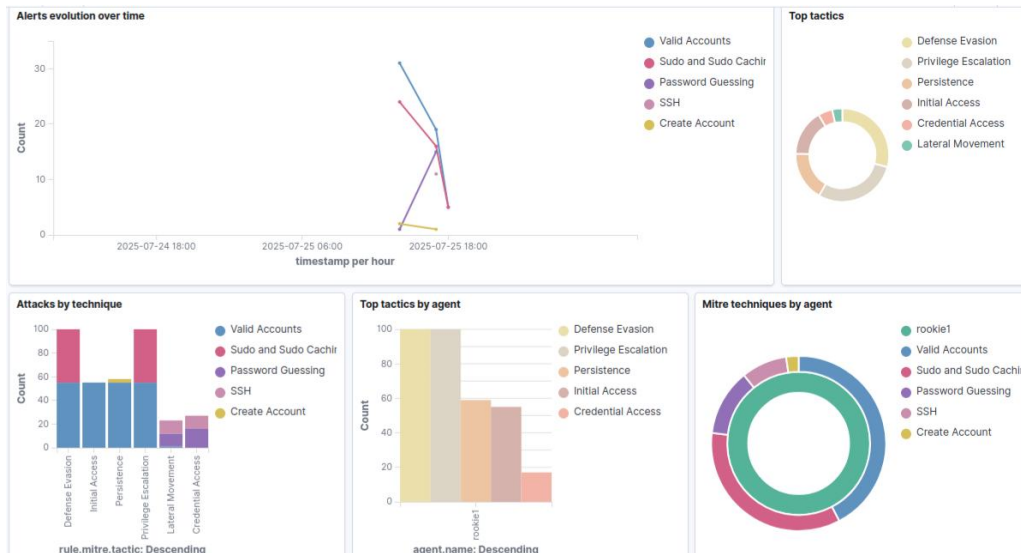 Alerts evolution over time
30
20
10
0
Count
2025-07-24 18:00
2025-07-25 06:00
2025-07-25 18:00
timestamp per hour
Valid Accounts
Sudo and Sudo Cachin
Password Guessing
SSH
Create Account
Top tactics
Defense Evasion
Privilege Escalation
Persistence
Initial Access
Credential Access
Lateral Movement
Attacks by technique
100
80
60
40
20
0
Count
Defense Evasion
Initial Access
Persistence
Privilege Escalation
Lateral Movement
Credential Access
rule.mitre.tactic: Descending
Valid Accounts
Sudo and Sudo Cachin
Password Guessing
SSH
Create Account
Top tactics by agent
100
80
60
40
20
0
Count
rookie1
agent.name: Descending
Defense Evasion
Privilege Escalation
Persistence
Initial Access
Credential Access
Mitre techniques by agent
rookie1
Valid Accounts
Sudo and Sudo Cachin
Password Guessing
SSH
Create Account